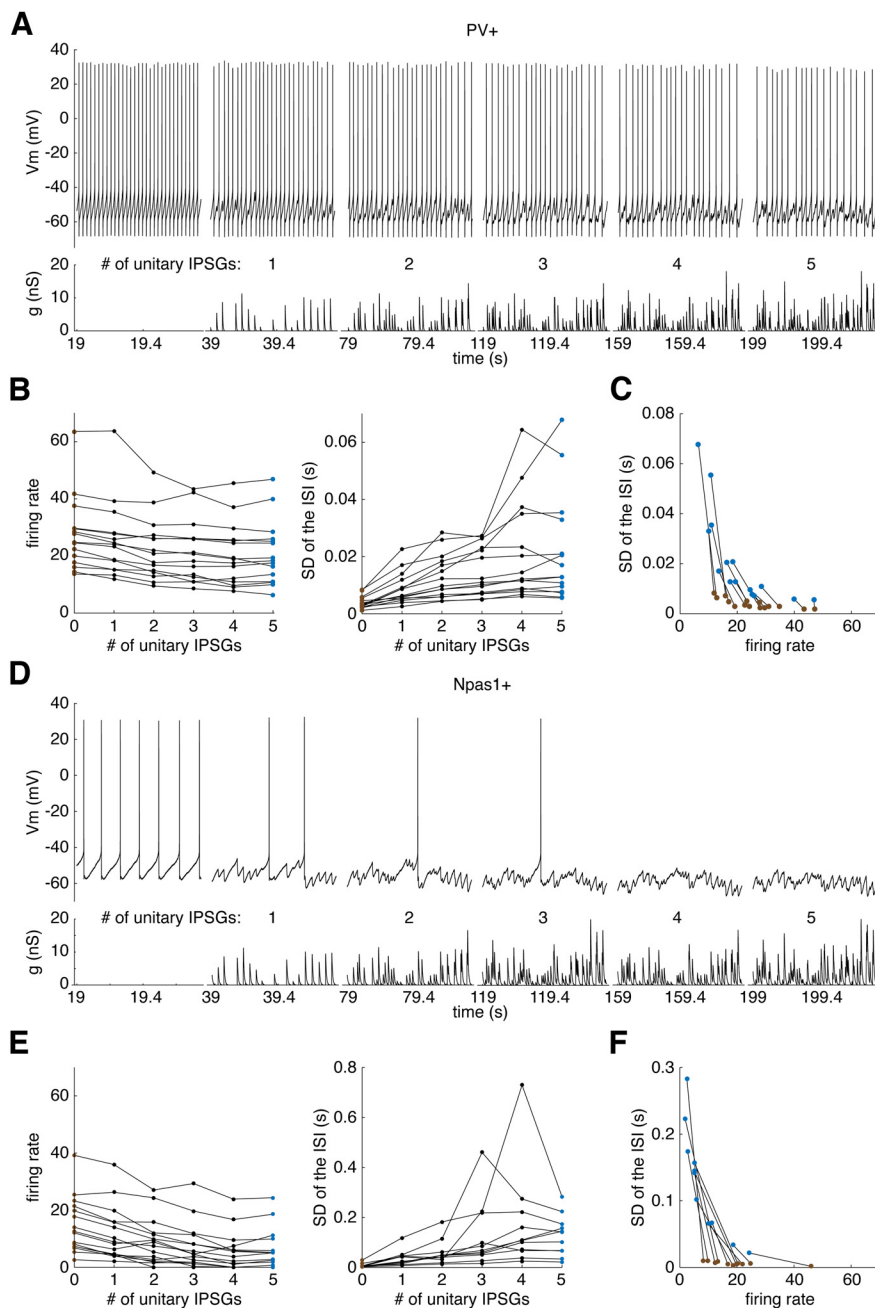 A
PV+
40
20
0
-20
-40
-60
Vm (mV)
# of unitary IPSGs: 1 2 3 4 5
20
10
0
g (nS)
19 19.4 39 39.4 79 79.4 119 119.4 159 159.4 199 199.4
time (s)
B
60
40
20
0
firing rate
0 1 2 3 4 5
# of unitary IPSGs
0.06
0.04
0.02
0
SD of the ISI (s)
0 1 2 3 4 5
# of unitary IPSGs
C
0.08
0.06
0.04
0.02
0
SD of the ISI (s)
0 20 40 60
firing rate
D
Npas1+
40
20
0
-20
-40
-60
Vm (mV)
# of unitary IPSGs: 1 2 3 4 5
20
10
0
g (nS)
19 19.4 39 39.4 79 79.4 119 119.4 159 159.4 199 199.4
time (s)
E
60
40
20
0
firing rate
0 1 2 3 4 5
# of unitary IPSGs
0.8
0.6
0.4
0.2
0
SD of the ISI (s)
0 1 2 3 4 5
# of unitary IPSGs
F
0.3
0.2
0.1
0
SD of the ISI (s)
0 20 40 60
firing rate